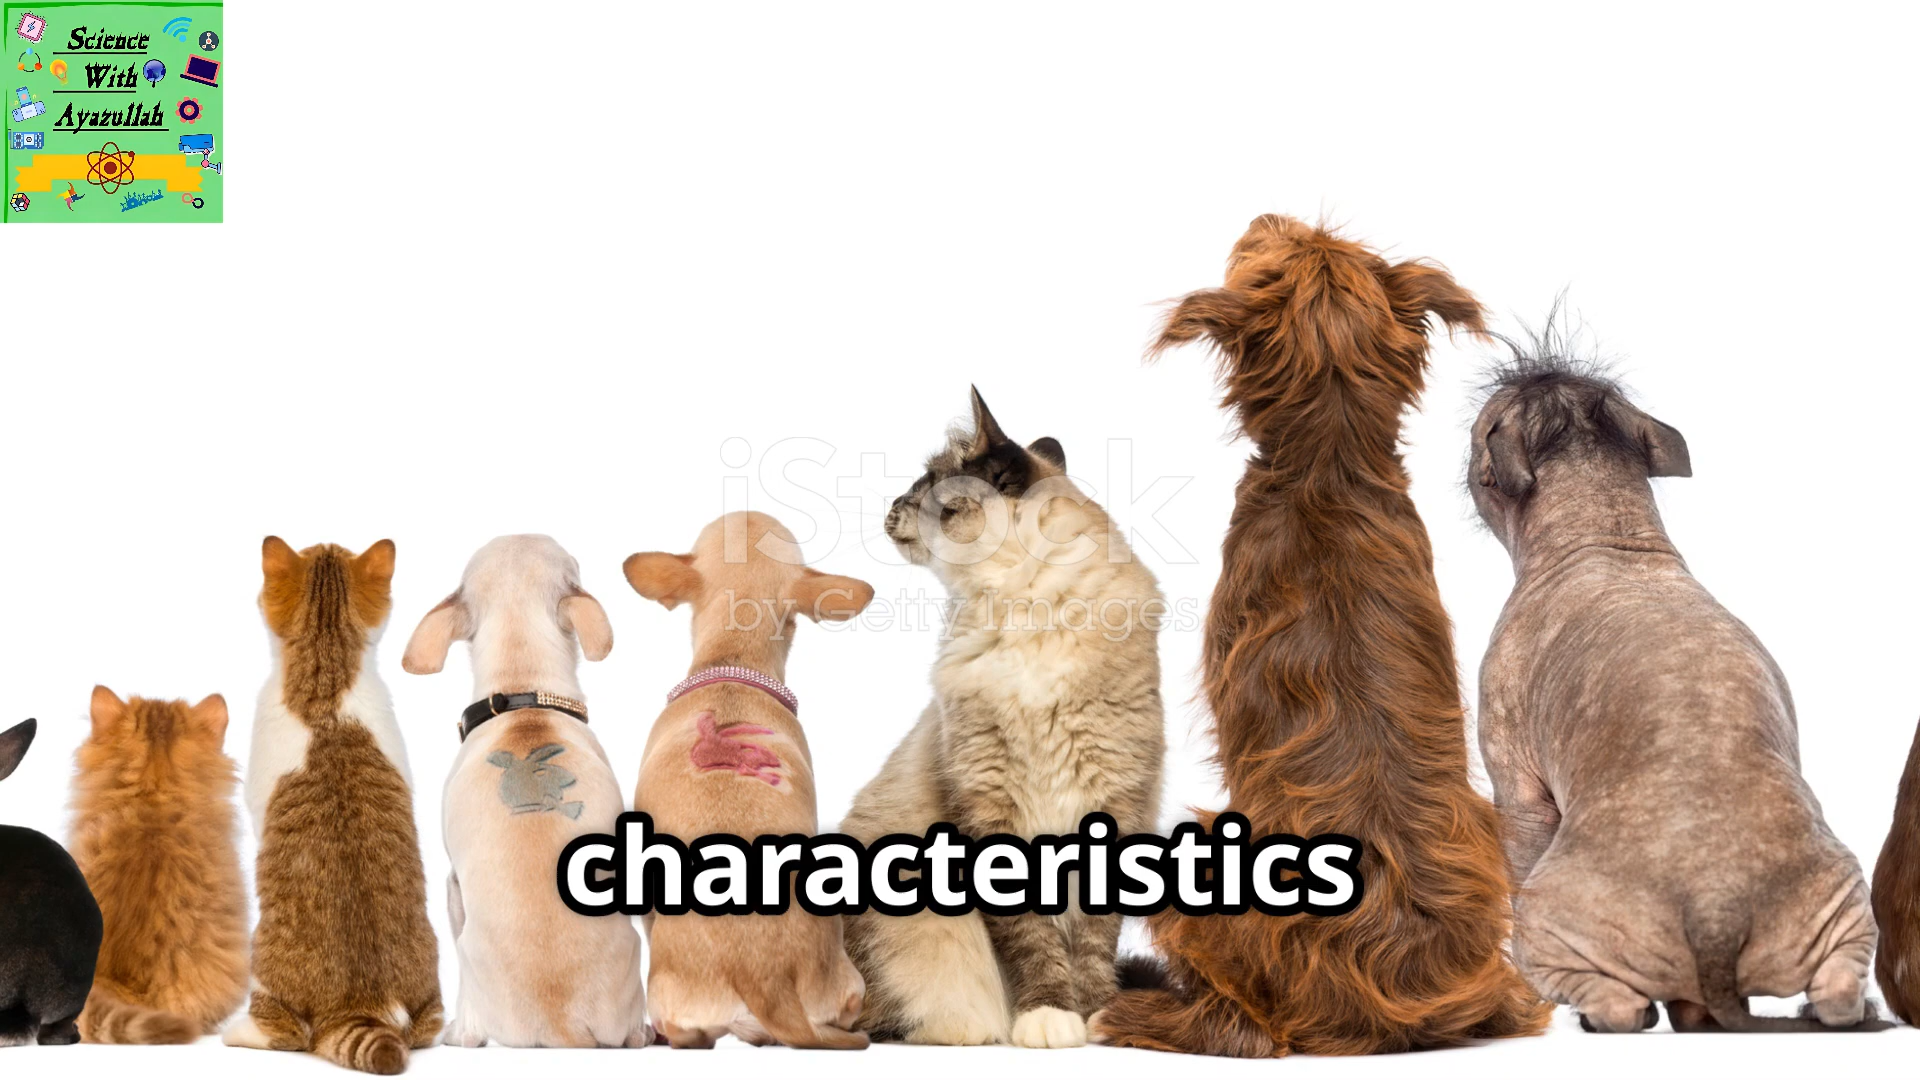 Science
With
Ayazullah
iStock
by Getty Images
characteristics